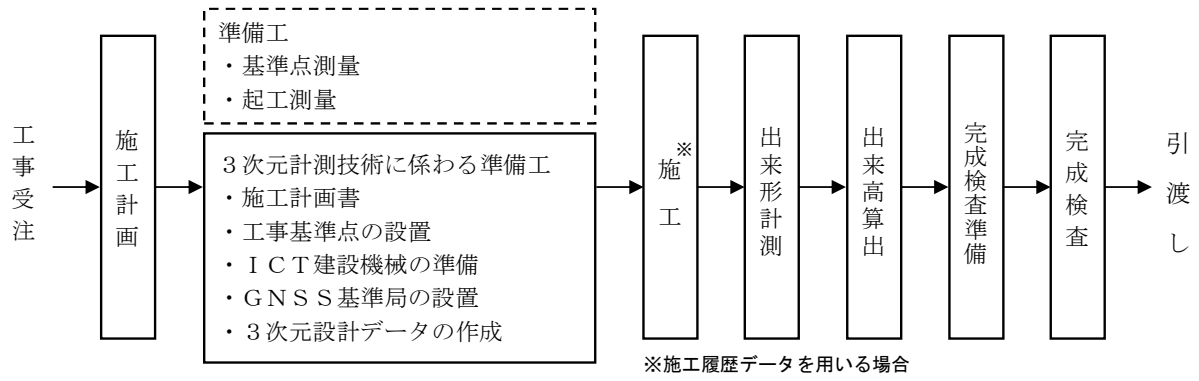 工事受注
施工計画
準備工
・基準点測量
・起工測量
３次元計測技術に係わる準備工
・施工計画書
・工事基準点の設置
・ＩＣＴ建設機械の準備
・ＧＮＳＳ基準局の設置
・３次元設計データの作成
施工※
出来形計測
出来高算出
完成検査準備
完成検査
引渡し
※施工履歴データを用いる場合